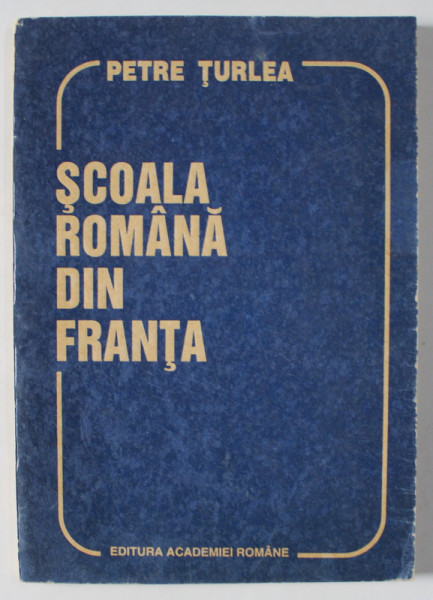 PETRE ŢURLEA
ŞCOALA
ROMÂNĂ
DIN
FRANŢA
EDITURA ACADEMIEI ROMÂNE